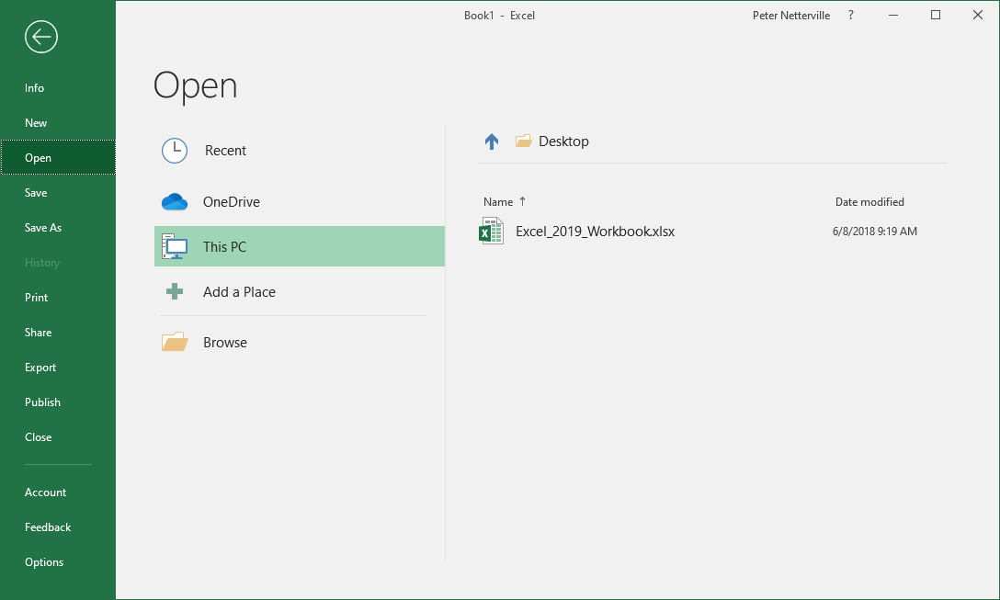 Book1 - Excel
Peter Netterville
?
Info
New
Open
Save
Save As
History
Print
Share
Export
Publish
Close
Account
Feedback
Options
Open
Recent
OneDrive
This PC
Add a Place
Browse
Desktop
Name ↑ Date modified
Excel_2019_Workbook.xlsx 6/8/2018 9:19 AM